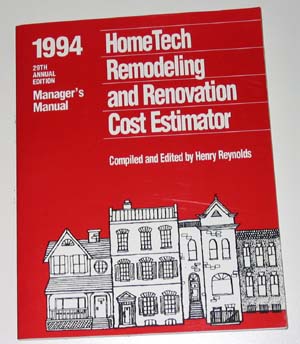 1994
29TH
ANNUAL
EDITION
Manager's
Manual
HomeTech
Remodeling
and Renovation
Cost Estimator
Compiled and Edited by Henry Reynolds